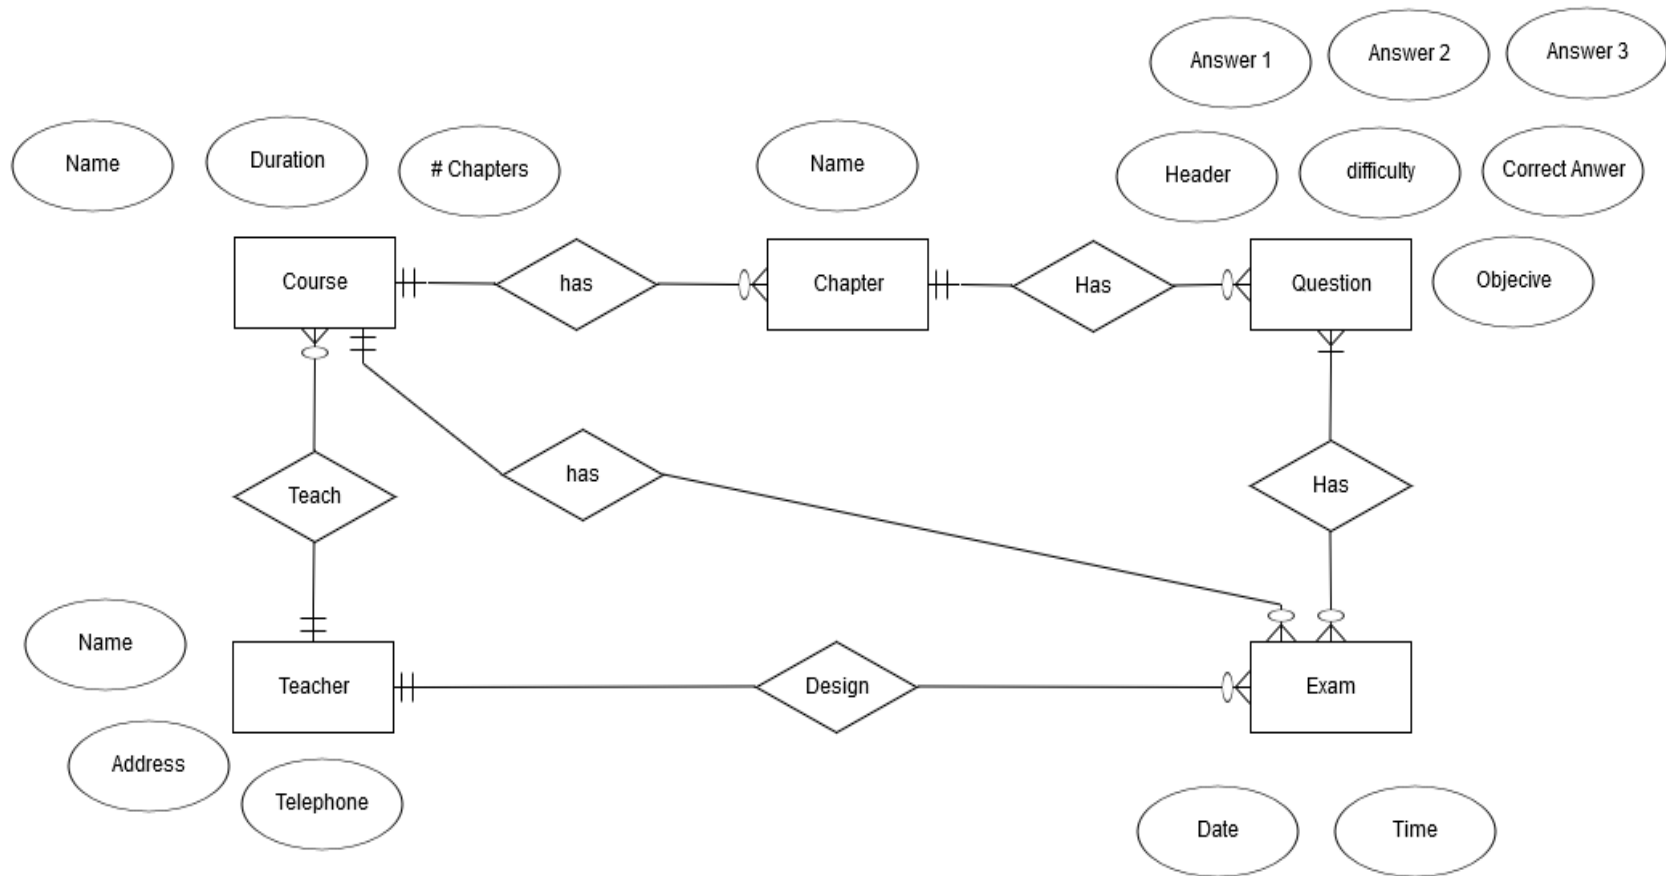 Answer 1
Answer 2
Answer 3
Name
Duration
# Chapters
Name
Header
difficulty
Correct Anwer
Course
has
Chapter
Has
Question
Objecive
Teach
has
Has
Name
Teacher
Design
Exam
Address
Telephone
Date
Time